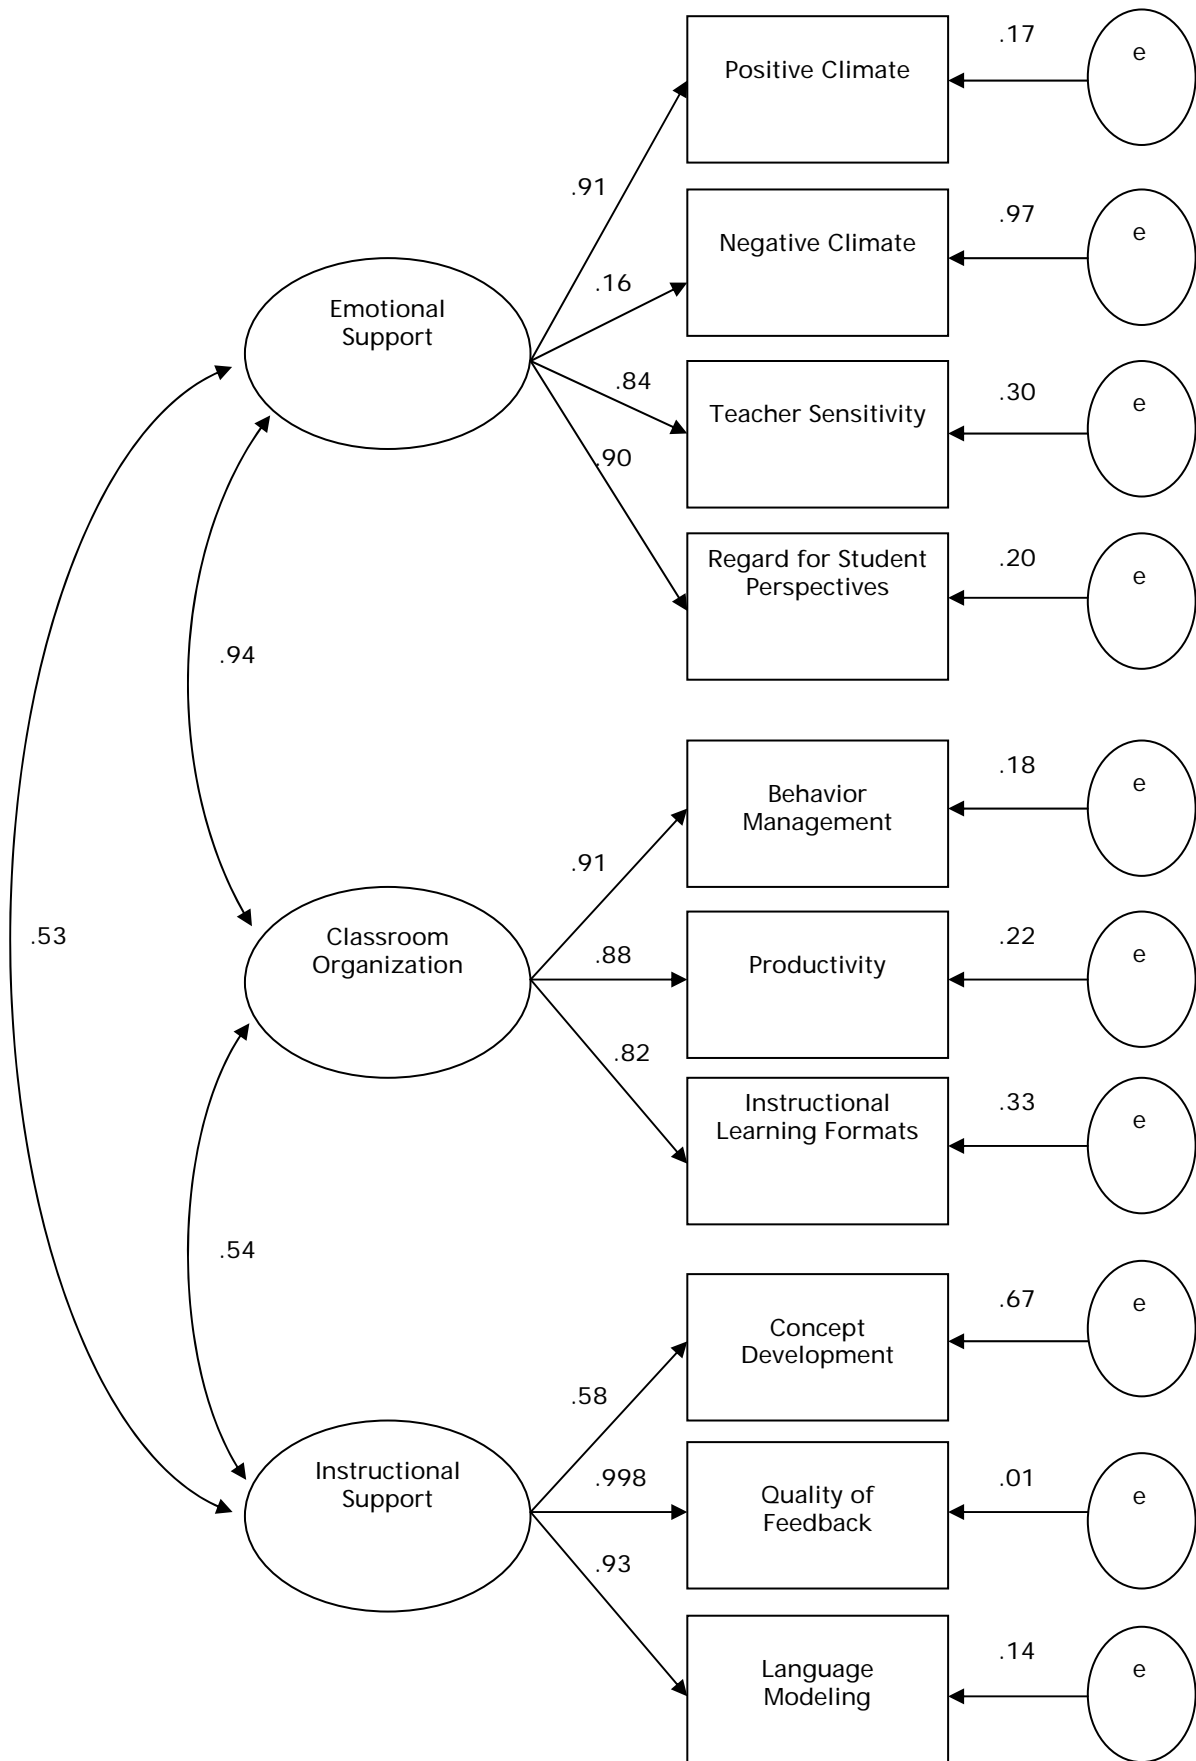 Positive Climate
.17
e
.91
Negative Climate
.97
e
.16
Emotional
Support
Teacher Sensitivity
.30
e
.84
.90
Regard for Student
Perspectives
.20
e
.94
Behavior
Management
.18
e
.91
.53
Classroom
Organization
.88
Productivity
.22
e
.82
Instructional
Learning Formats
.33
e
.54
Concept
Development
.67
e
.58
Instructional
Support
.998
Quality of
Feedback
.01
e
.93
Language
Modeling
.14
e